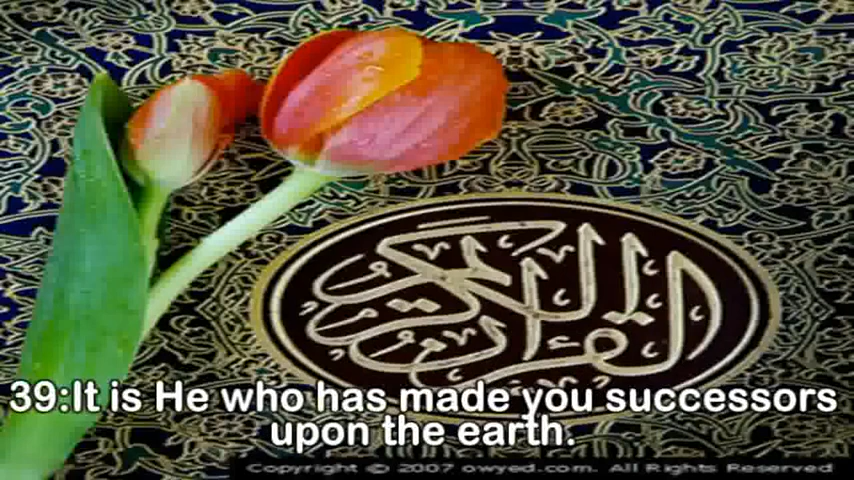 القرآن الكريم
39:It is He who has made you successors
upon the earth.
Copyright © 2007 owyed.com. All Rights Reserved